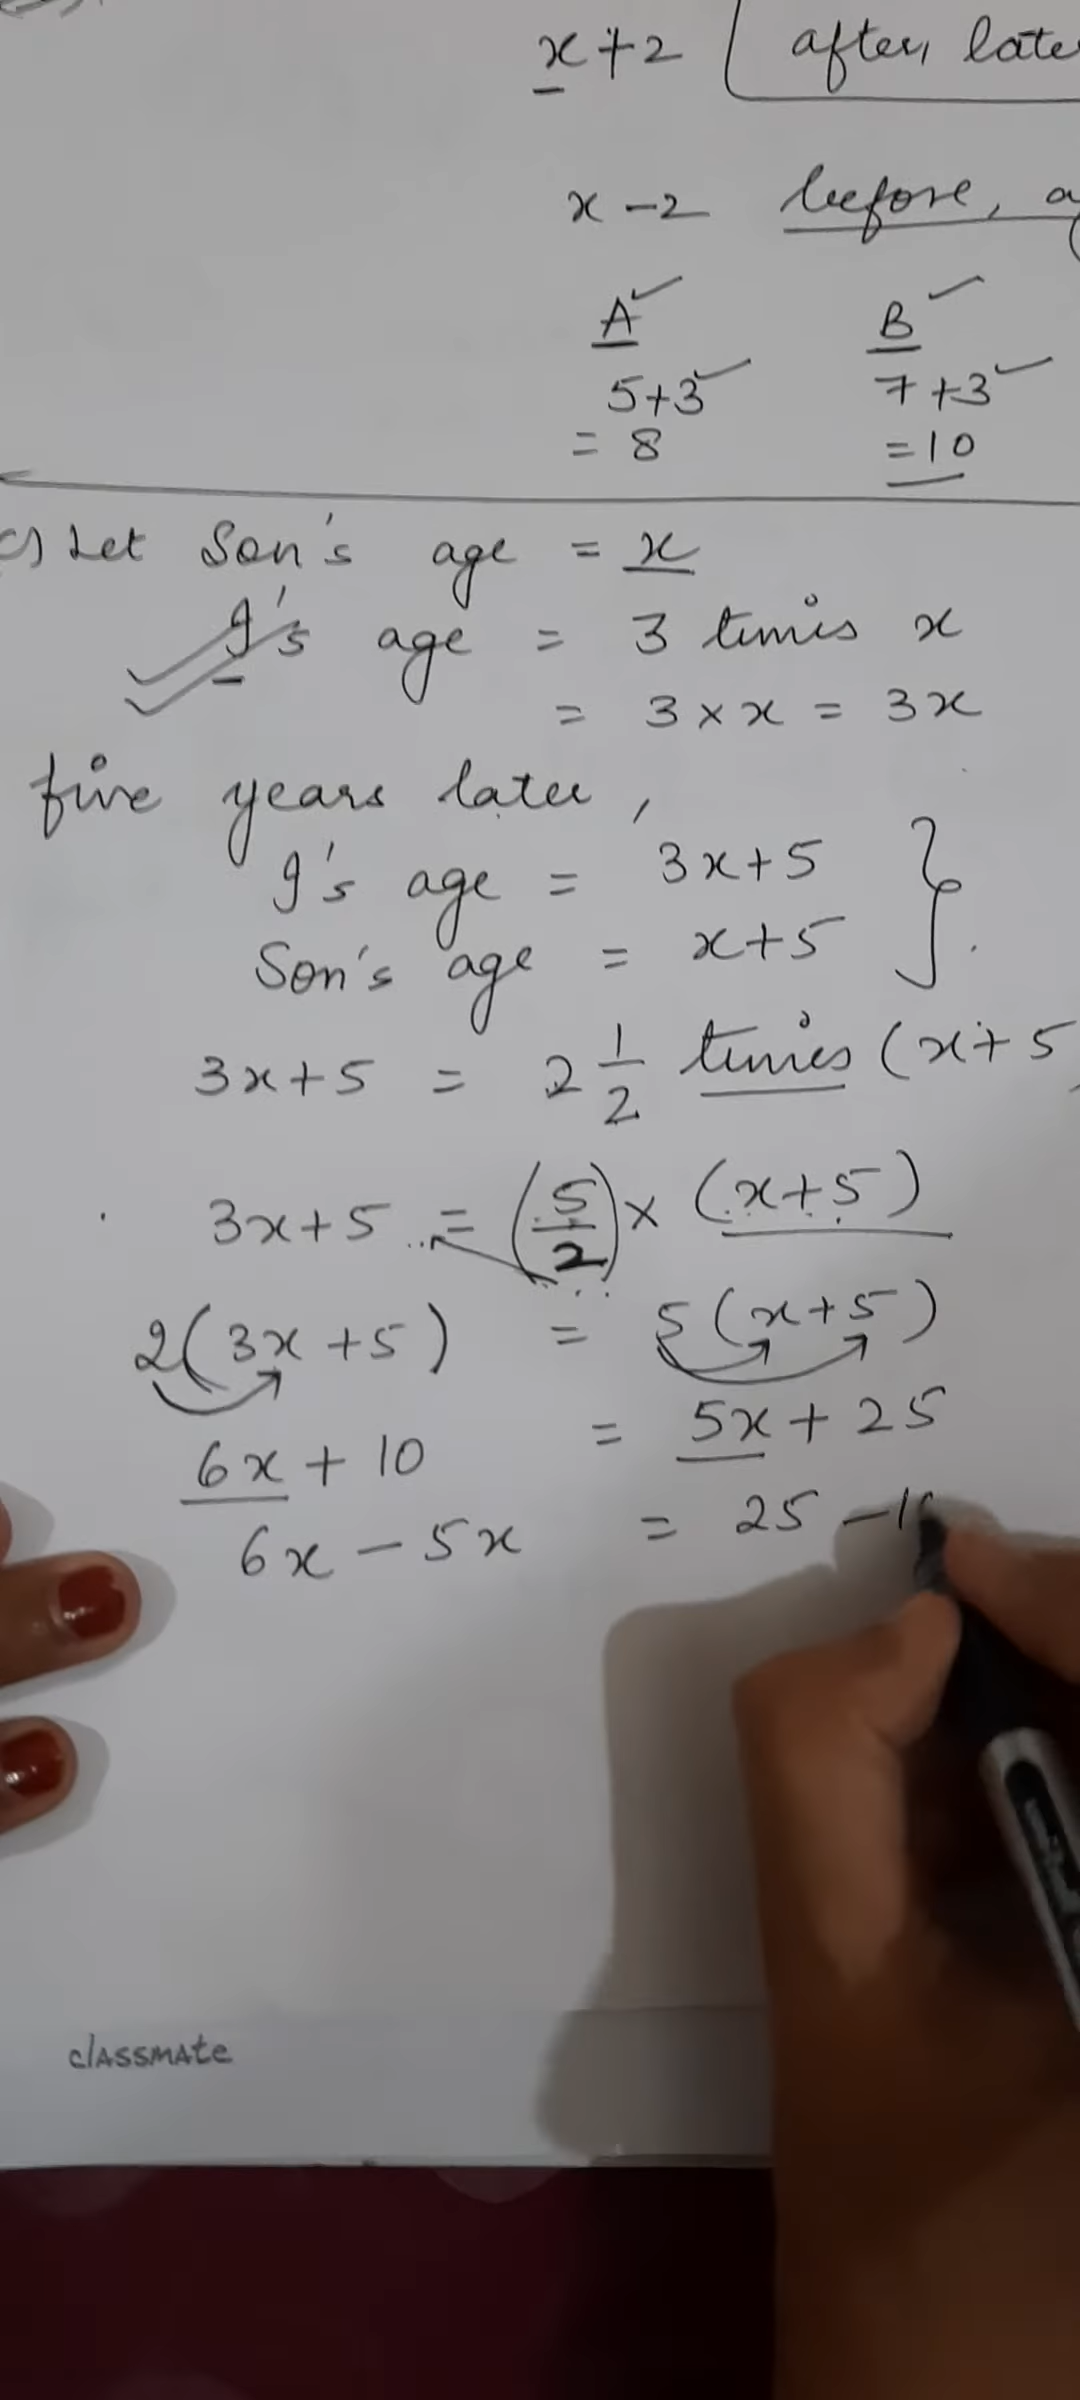 x+2 after, late
x-2 before,
A B
5+3 7+3
= 8 =10
c) Let Son's age = x
I's age = 3 times x
= 3 × x = 3x
five years later,
I's age = 3x+5
Son's age = x+5
3x+5 = 2 1/2 times (x+5
3x+5 = (5/2) × (x+5)
2(3x+5) = 5(x+5)
6x + 10 = 5x + 25
6x - 5x = 25 - 1
classmate